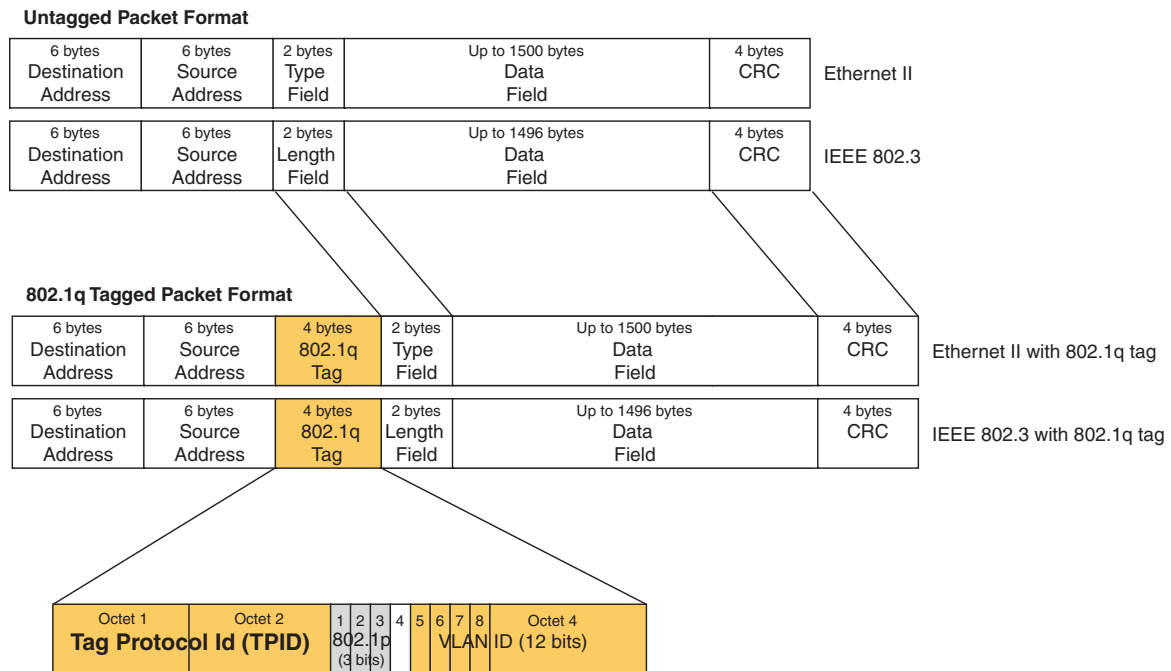 Untagged Packet Format
6 bytes 6 bytes 2 bytes Up to 1500 bytes 4 bytes
Destination Source Type Data CRC Ethernet II
Address Address Field Field
6 bytes 6 bytes 2 bytes Up to 1496 bytes 4 bytes
Destination Source Length Data CRC IEEE 802.3
Address Address Field Field
802.1q Tagged Packet Format
6 bytes 6 bytes 4 bytes 2 bytes Up to 1500 bytes 4 bytes
Destination Source 802.1q Type Data CRC Ethernet II with 802.1q tag
Address Address Tag Field Field
6 bytes 6 bytes 4 bytes 2 bytes Up to 1496 bytes 4 bytes
Destination Source 802.1q Length Data CRC IEEE 802.3 with 802.1q tag
Address Address Tag Field Field
Octet 1 Octet 2 1 2 3 4 5 6 7 8 Octet 4
Tag Protocol Id (TPID) 802.1p VLAN ID (12 bits)
(3 bits)